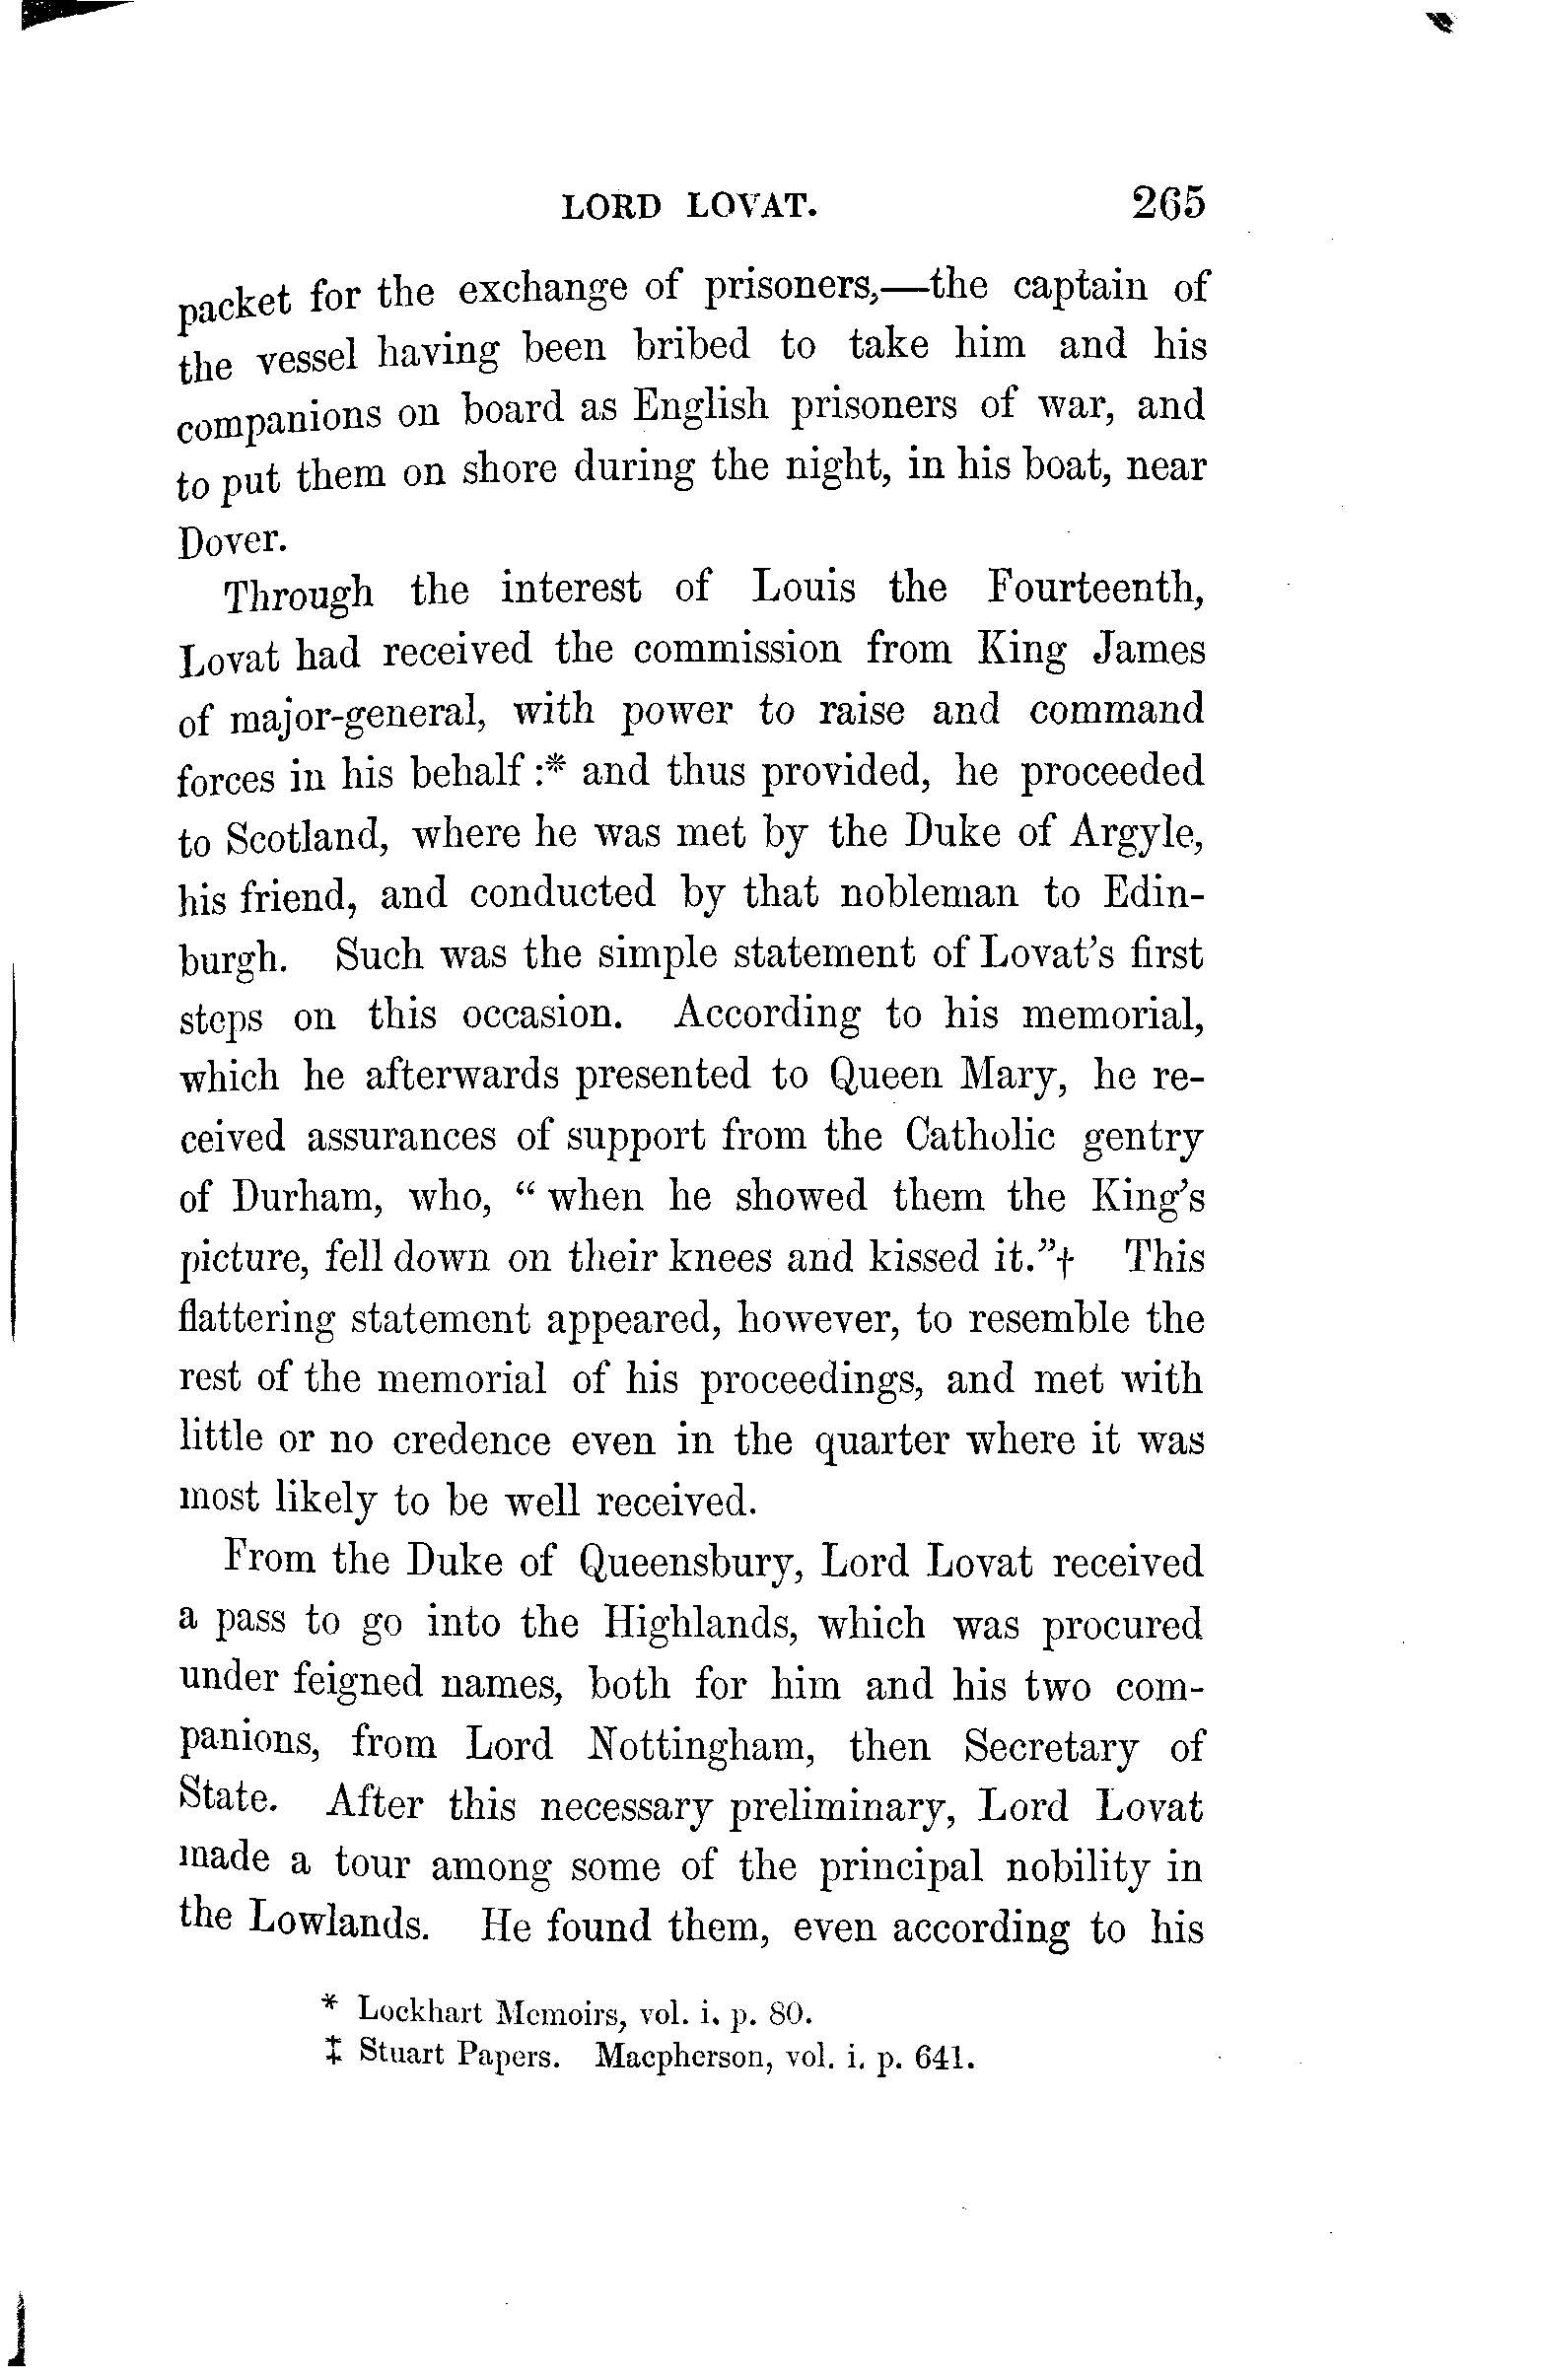 LORD LOVAT. 265
packet for the exchange of prisoners,—the captain of
the vessel having been bribed to take him and his
companions on board as English prisoners of war, and
to put them on shore during the night, in his boat, near
Dover.
Through the interest of Louis the Fourteenth,
Lovat had received the commission from King James
of major-general, with power to raise and command
forces in his behalf :* and thus provided, he proceeded
to Scotland, where he was met by the Duke of Argyle,
his friend, and conducted by that nobleman to Edin-
burgh. Such was the simple statement of Lovat's first
steps on this occasion. According to his memorial,
which he afterwards presented to Queen Mary, he re-
ceived assurances of support from the Catholic gentry
of Durham, who, " when he showed them the King's
picture, fell down on their knees and kissed it."† This
flattering statement appeared, however, to resemble the
rest of the memorial of his proceedings, and met with
little or no credence even in the quarter where it was
most likely to be well received.
From the Duke of Queensbury, Lord Lovat received
a pass to go into the Highlands, which was procured
under feigned names, both for him and his two com-
panions, from Lord Nottingham, then Secretary of
State. After this necessary preliminary, Lord Lovat
made a tour among some of the principal nobility in
the Lowlands. He found them, even according to his
* Lockhart Memoirs, vol. i. p. 80.
‡ Stuart Papers. Macpherson, vol. i. p. 641.